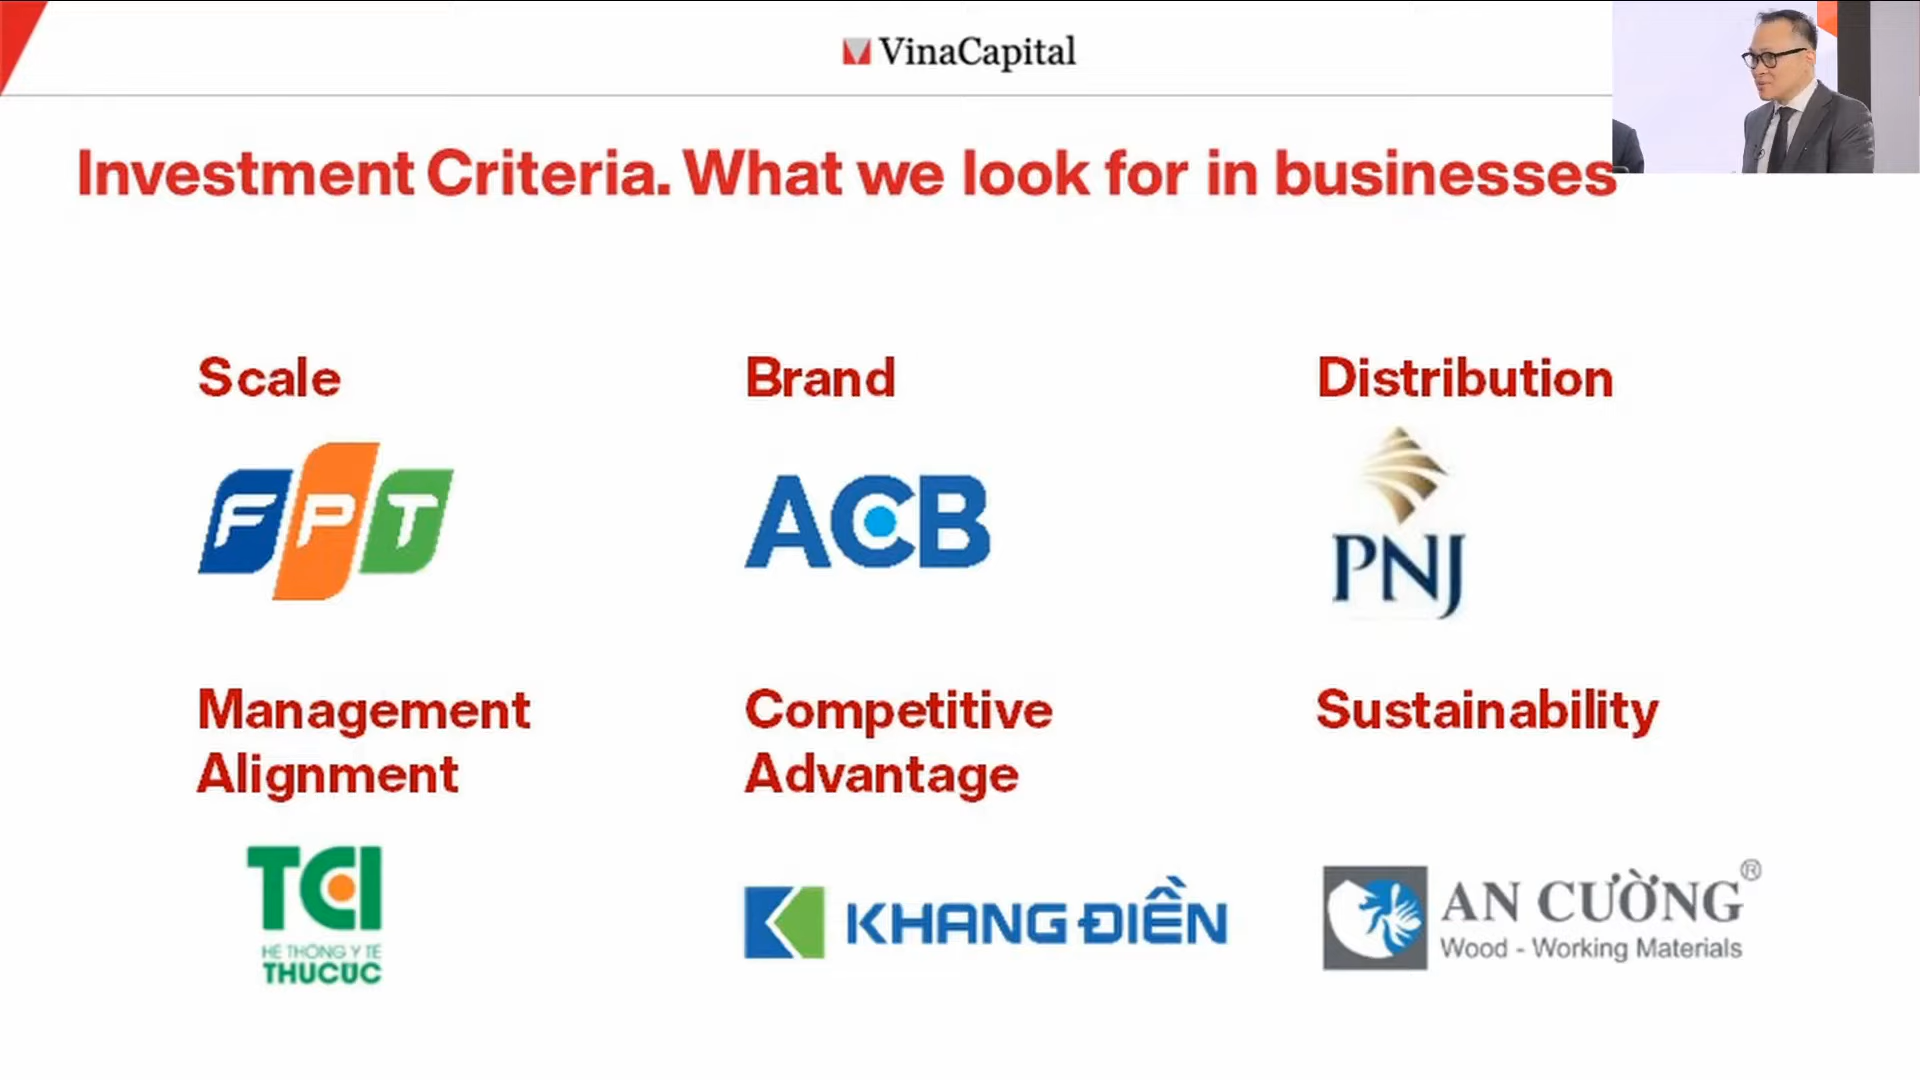 VinaCapital
Investment Criteria. What we look for in businesses
Scale
Brand
Distribution
FPT
ACB
PNJ
Management
Alignment
Competitive
Advantage
Sustainability
TCI
HỆ THỐNG Y TẾ
THUCUC
KHANG ĐIỀN
AN CƯỜNG®
Wood - Working Materials